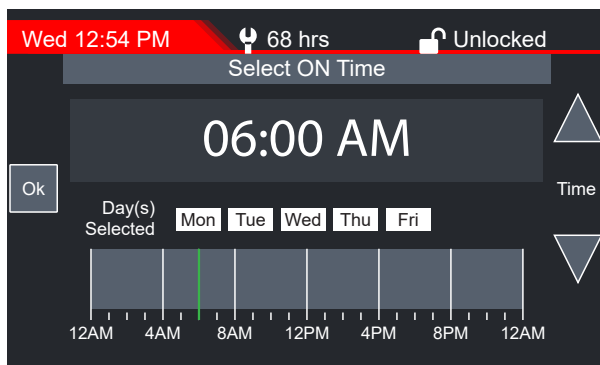 Wed 12:54 PM 68 hrs Unlocked
Select ON Time
06:00 AM
Ok
Time
Day(s)
Selected
Mon Tue Wed Thu Fri
12AM 4AM 8AM 12PM 4PM 8PM 12AM